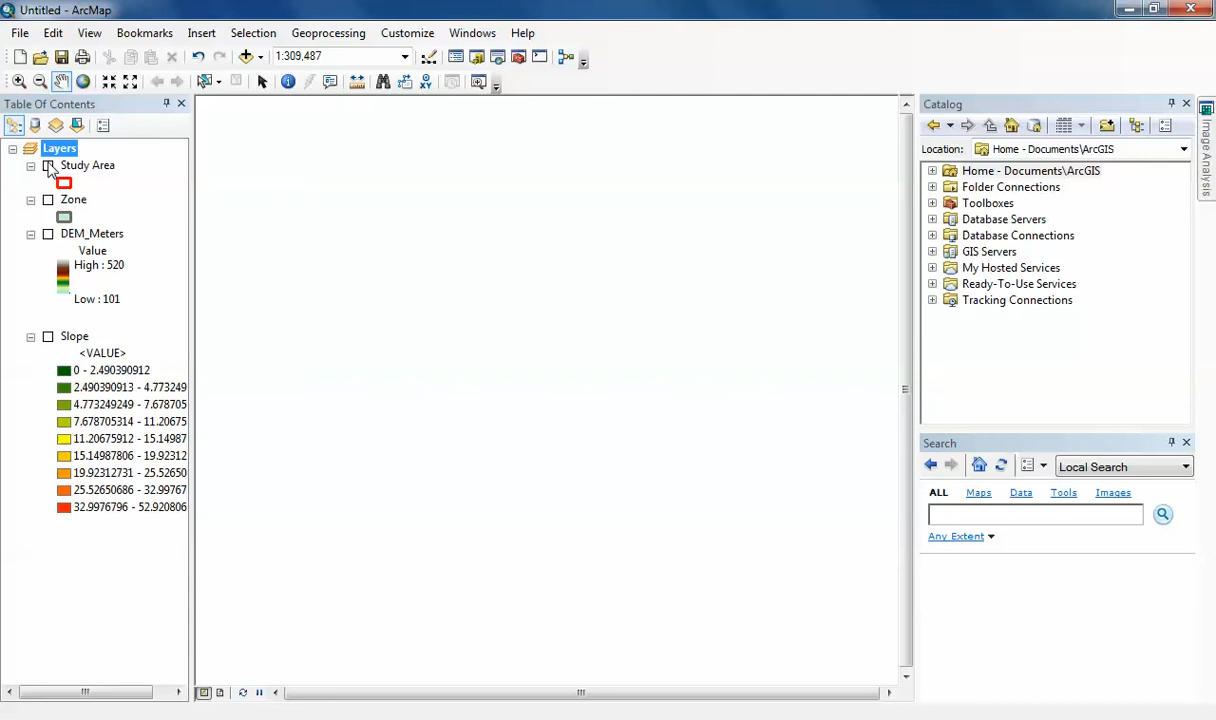 Untitled - ArcMap
File Edit View Bookmarks Insert Selection Geoprocessing Customize Windows Help
1:309,487
Table Of Contents
Layers
Study Area
Zone
DEM_Meters
Value
High : 520
Low : 101
Slope
<VALUE>
0 - 2.490390912
2.490390913 - 4.773249
4.773249249 - 7.678705
7.678705314 - 11.20675
11.20675912 - 15.14987
15.14987806 - 19.92312
19.92312731 - 25.52650
25.52650686 - 32.99767
32.9976796 - 52.920806
Catalog
Location: Home - Documents\ArcGIS
Home - Documents\ArcGIS
Folder Connections
Toolboxes
Database Servers
Database Connections
GIS Servers
My Hosted Services
Ready-To-Use Services
Tracking Connections
Search
Local Search
ALL Maps Data Tools Images
Any Extent
Image Analysis